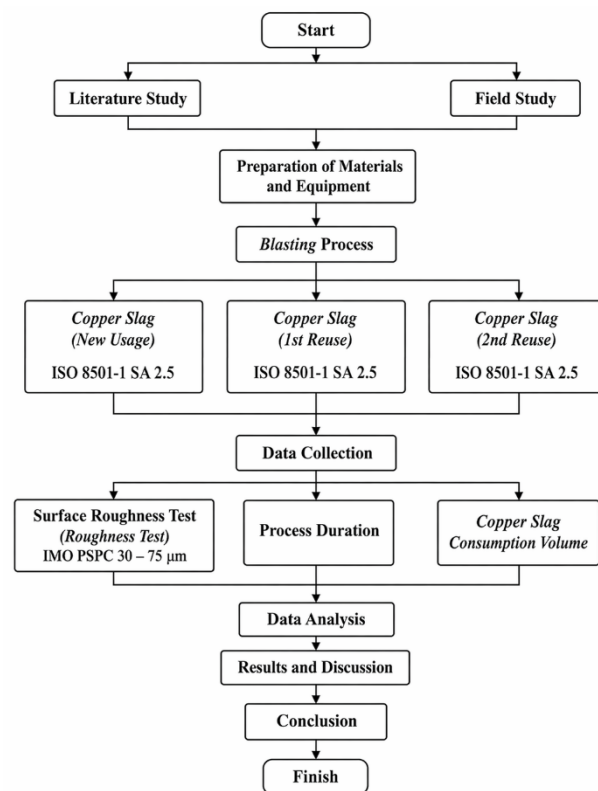 Start
Literature Study
Field Study
Preparation of Materials
and Equipment
Blasting Process
Copper Slag
(New Usage)
ISO 8501-1 SA 2.5
Copper Slag
(1st Reuse)
ISO 8501-1 SA 2.5
Copper Slag
(2nd Reuse)
ISO 8501-1 SA 2.5
Data Collection
Surface Roughness Test
(Roughness Test)
IMO PSPC 30 – 75 μm
Process Duration
Copper Slag
Consumption Volume
Data Analysis
Results and Discussion
Conclusion
Finish